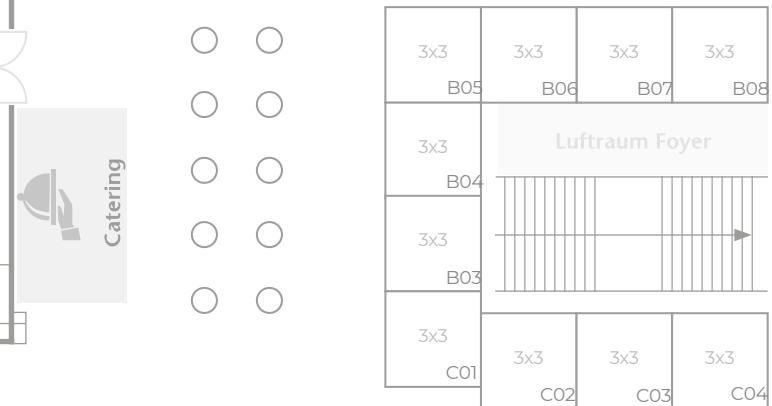 3x3
B05
3x3
B06
3x3
B07
3x3
B08
3x3
B04
Luftraum Foyer
Catering
3x3
B03
3x3
C01
3x3
C02
3x3
C03
3x3
C04